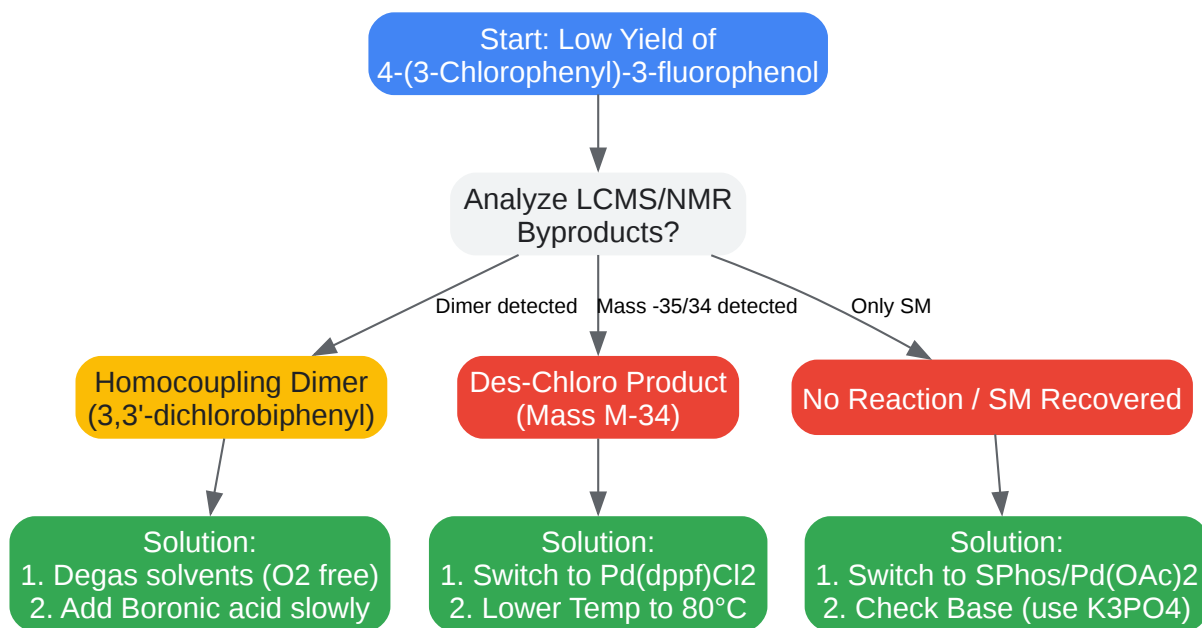 Start: Low Yield of
4-(3-Chlorophenyl)-3-fluorophenol
Analyze LCMS/NMR
Byproducts?
Dimer detected
Mass -35/34 detected
Only SM
Homocoupling Dimer
(3,3'-dichlorobiphenyl)
Des-Chloro Product
(Mass M-34)
No Reaction / SM Recovered
Solution:
1. Degas solvents (O2 free)
2. Add Boronic acid slowly
Solution:
1. Switch to Pd(dppf)Cl2
2. Lower Temp to 80°C
Solution:
1. Switch to SPhos/Pd(OAc)2
2. Check Base (use K3PO4)